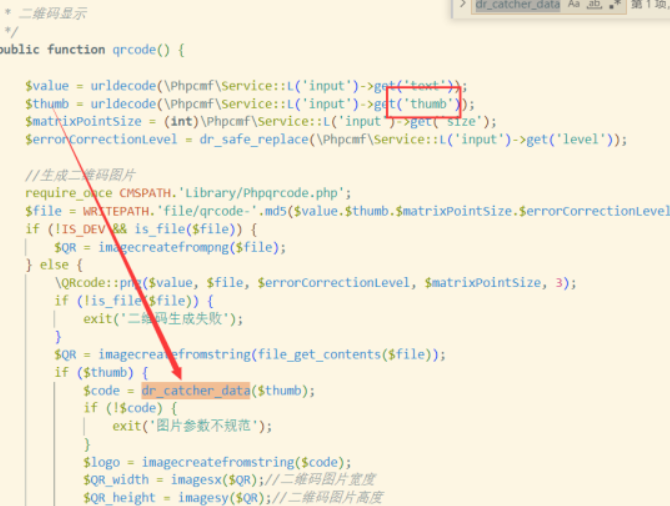 dr_catcher_data Aa ab 第 1 项
* 二维码显示
*/
public function qrcode() {
$value = urldecode(\Phpcmf\Service::L('input')->get('text'));
$thumb = urldecode(\Phpcmf\Service::L('input')->get('thumb'));
$matrixPointSize = (int)\Phpcmf\Service::L('input')->get('size');
$errorCorrectionLevel = dr_safe_replace(\Phpcmf\Service::L('input')->get('level'));
//生成二维码图片
require_once CMSPATH.'Library/Phpqrcode.php';
$file = WRITEPATH.'file/qrcode-'.md5($value.$thumb.$matrixPointSize.$errorCorrectionLevel
if (!IS_DEV && is_file($file)) {
$QR = imagecreatefrompng($file);
} else {
\QRcode::png($value, $file, $errorCorrectionLevel, $matrixPointSize, 3);
if (!is_file($file)) {
exit('二维码生成失败');
}
$QR = imagecreatefromstring(file_get_contents($file));
if ($thumb) {
$code = dr_catcher_data($thumb);
if (!$code) {
exit('图片参数不规范');
}
$logo = imagecreatefromstring($code);
$QR_width = imagesx($QR);//二维码图片宽度
$QR_height = imagesy($QR);//二维码图片高度